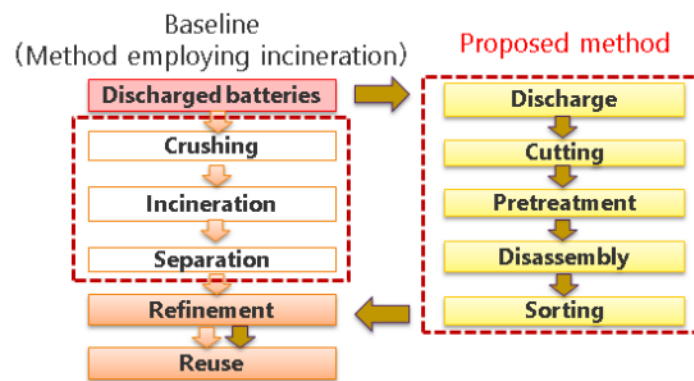 Baseline
(Method employing incineration)
Discharged batteries
Crushing
Incineration
Separation
Refinement
Reuse
Proposed method
Discharge
Cutting
Pretreatment
Disassembly
Sorting